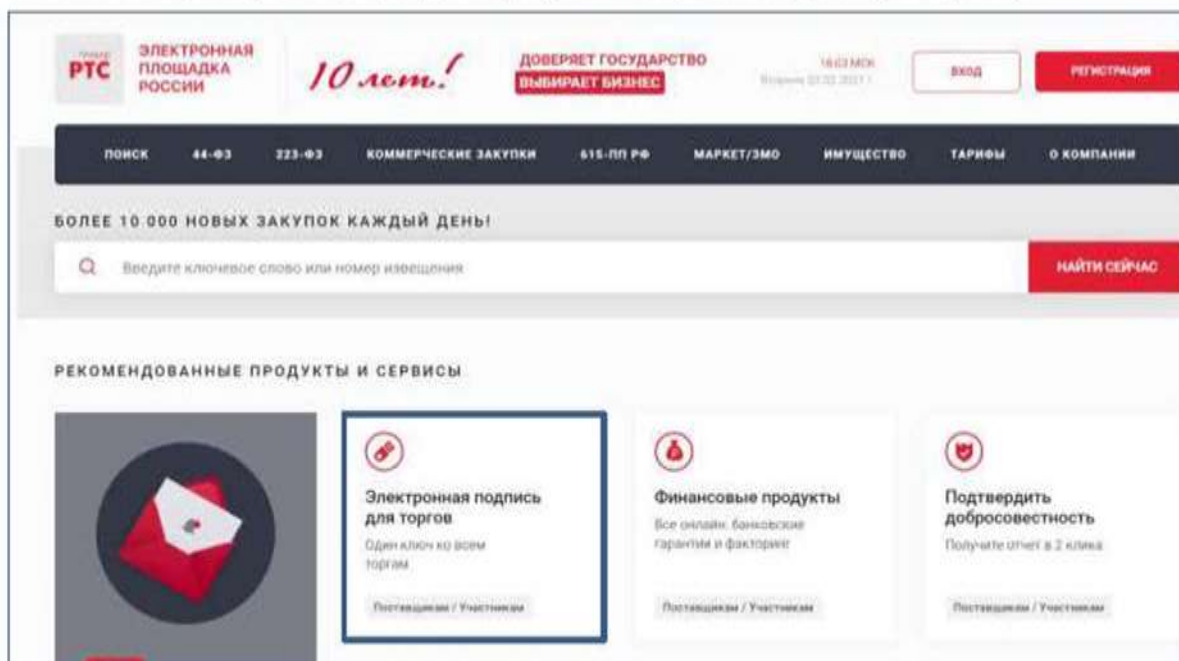 РТС
ЭЛЕКТРОННАЯ
ПЛОЩАДКА
РОССИИ
10 лет!
ДОВЕРЯЕТ ГОСУДАРСТВО
ВЫБИРАЕТ БИЗНЕС
16:03 МСК
ВХОД
РЕГИСТРАЦИЯ
ПОИСК 44-ФЗ 223-ФЗ КОММЕРЧЕСКИЕ ЗАКУПКИ 615-ПП РФ МАРКЕТ/ЗМО ИМУЩЕСТВО ТАРИФЫ О КОМПАНИИ
БОЛЕЕ 10 000 НОВЫХ ЗАКУПОК КАЖДЫЙ ДЕНЬ!
Введите ключевое слово или номер извещения
НАЙТИ СЕЙЧАС
РЕКОМЕНДОВАННЫЕ ПРОДУКТЫ И СЕРВИСЫ
Электронная подпись
для торгов
Один ключ ко всем
торгам
Поставщикам / Участникам
Финансовые продукты
Все онлайн: банковские
гарантии и факторинг
Поставщикам / Участникам
Подтвердить
добросовестность
Получите отчет в 2 клика
Поставщикам / Участникам